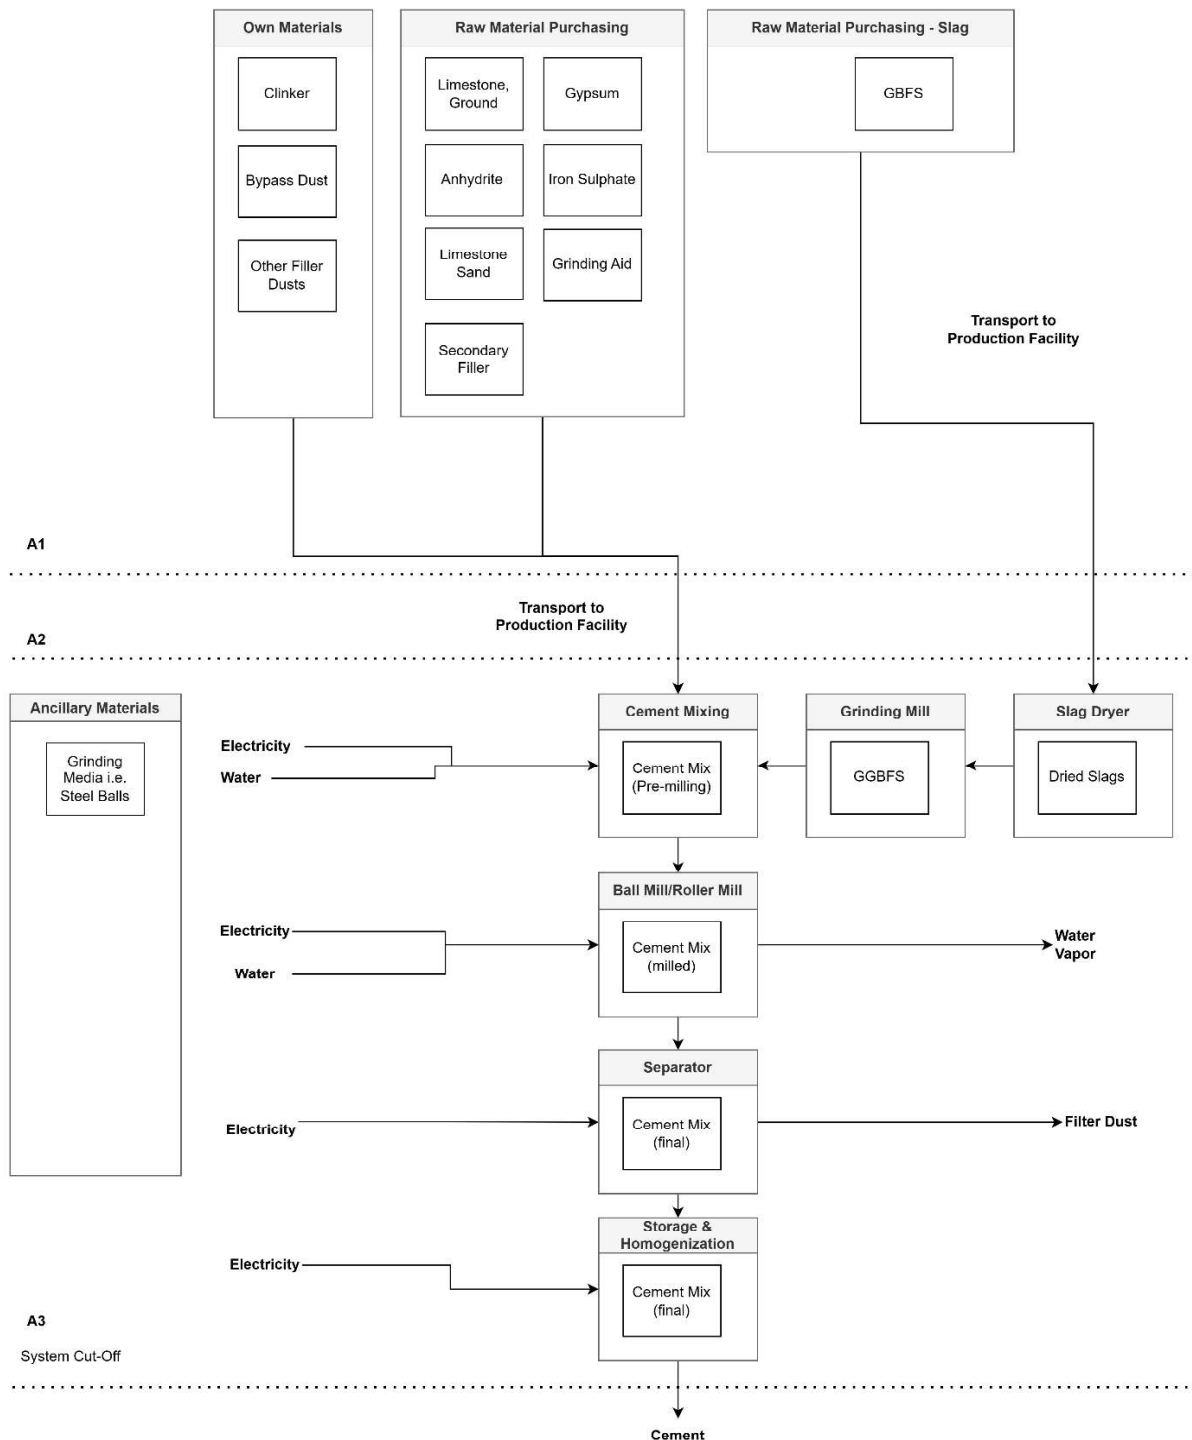 Own Materials
Raw Material Purchasing
Raw Material Purchasing - Slag
Clinker
Limestone,
Ground
Gypsum
GBFS
Bypass Dust
Anhydrite
Iron Sulphate
Other Filler
Dusts
Limestone
Sand
Grinding Aid
Secondary
Filler
Transport to
Production Facility
A1
Transport to
Production Facility
A2
Ancillary Materials
Grinding
Media i.e.
Steel Balls
Cement Mixing
Grinding Mill
Slag Dryer
Electricity
Water
Cement Mix
(Pre-milling)
GGBFS
Dried Slags
Ball Mill/Roller Mill
Electricity
Water
Cement Mix
(milled)
Water
Vapor
Separator
Electricity
Cement Mix
(final)
Filter Dust
Storage &
Homogenization
Electricity
Cement Mix
(final)
A3
System Cut-Off
Cement